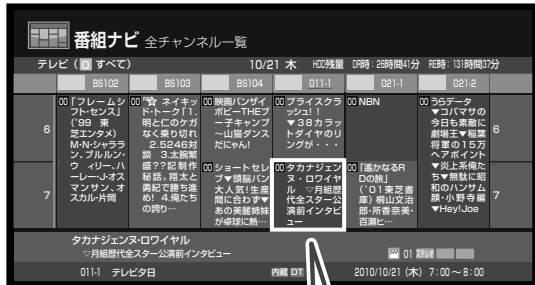 番組ナビ 全チャンネル一覧
テレビ ( すべて) 10/21 木 HDD残量 DR時:28時間41分 RE時:131時間37分
BS102 BS103 BS104 011-1 021-1 021-2
6
7
00 「フレームシ
フト・センス」
('99 東
芝エンタメ)
M・N・シャララ
ン、ブルルン・
ウィリー、ハ
ーレー・J・オス
マンサン、オ
スカル・片岡
00 ネイキッ
ド・トーク「1.
明とこのケガ
なく乗り切れ
2.5246対
談 3.太腕繁
盛??記制作
秘話。翔太と
勇紀で勝ち進
め! 4.俺たち
の誇り…
00 映画バンザイ
ボビーTHEブ
ー子キャンプ
~山猫ダンス
だにゃん!
00 ショートセレ
ブ▼頭脳パン
大人気!生産
間に合わず▼
あの美麗姉妹
が卓球に熱…
00 プライスクラ
ッシュ!!
▼38カラッ
トダイヤのリ
ングが・・・
00 タカナジェン
ヌ・ロワイヤ
ル ▽月組歴
代全スター公
演前インタビ
ュー
00 NBN
00 「遙かなるR
Dの旅」
('01東芝書
庫) 桐山文治
郎・所香奈美・
百瀬ヒ…
00 うらデータ
▼コバマサの
今日も素敵に
劇場王▼稲葉
将軍の15万
ヘアポイント
▼炎上系俺た
ち▼無駄に昭
和のハンサム
顔・小野寺編
▼Hey!Joe
6
7
タカナジェンヌ・ロワイヤル
▽月組歴代全スター公演前インタビュー
01 ステレオ
011-1 テレビ夕日 内蔵 DT 2010/10/21 (木) 7:00~8:00